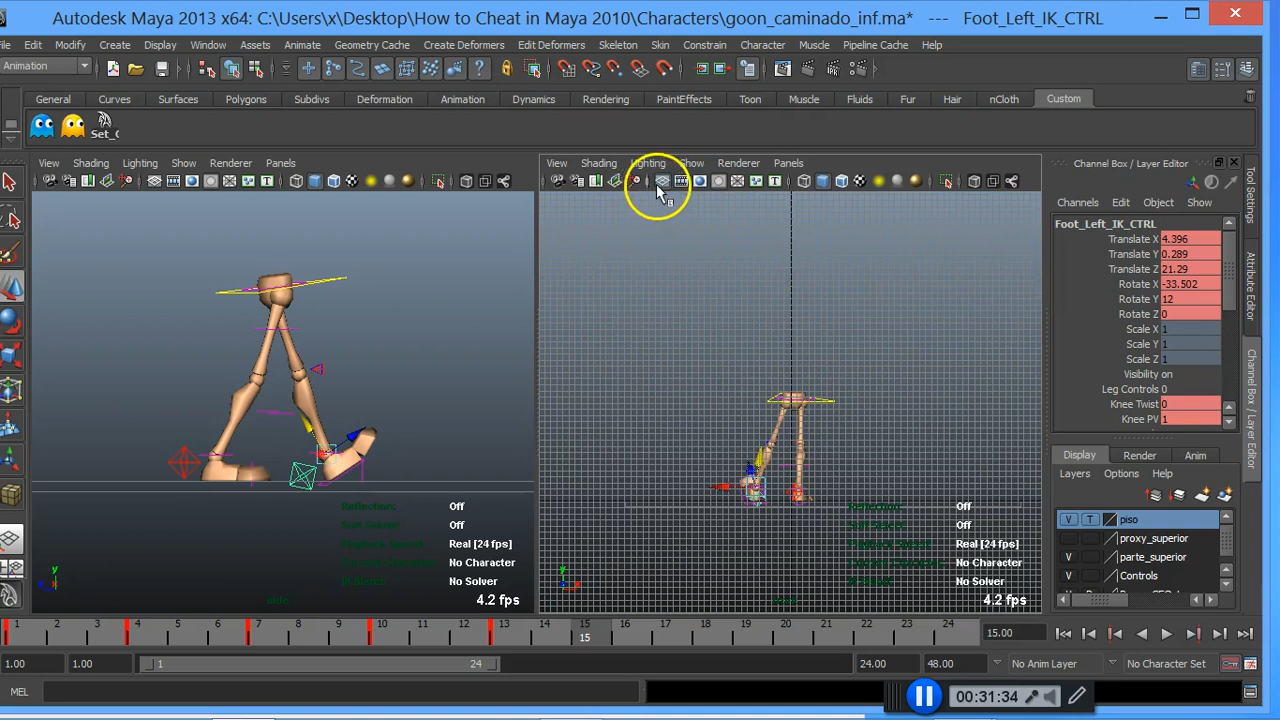 Autodesk Maya 2013 x64: C:\Users\x\Desktop\How to Cheat in Maya 2010\Characters\goon_caminado_inf.ma* --- Foot_Left_IK_CTRL
File Edit Modify Create Display Window Assets Animate Geometry Cache Create Deformers Edit Deformers Skeleton Skin Constrain Character Muscle Pipeline Cache Help
Animation
General Curves Surfaces Polygons Subdivs Deformation Animation Dynamics Rendering PaintEffects Toon Muscle Fluids Fur Hair nCloth Custom
View Shading Lighting Show Renderer Panels
View Shading Lighting Show Renderer Panels
Channel Box / Layer Editor
Channels Edit Object Show
Foot_Left_IK_CTRL
Translate X 4.396
Translate Y 0.289
Translate Z 21.29
Rotate X -33.502
Rotate Y 12
Rotate Z 0
Scale X 1
Scale Y 1
Scale Z 1
Visibility on
Leg Controls 0
Knee Twist 0
Knee PV 1
Tool Settings
Attribute Editor
Channel Box / Layer Editor
Display Render Anim
Layers Options Help
V T piso
proxy_superior
V parte_superior
V Controls
Off
Off
Real [24 fps]
No Character
No Solver
4.2 fps
side
y
Off
Off
Real [24 fps]
No Character
No Solver
4.2 fps
y
x
1 2 3 4 5 6 7 8 9 10 11 12 13 14 15 16 17 18 19 20 21 22 23 24
15
15.00
1.00 1.00 1 24 24.00 48.00 No Anim Layer No Character Set
MEL
00:31:34